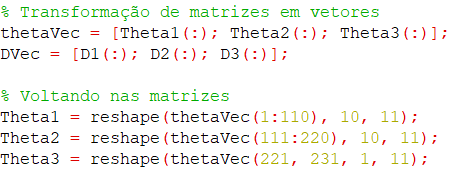 % Transformação de matrizes em vetores
thetaVec = [Theta1(:); Theta2(:); Theta3(:)];
DVec = [D1(:); D2(:); D3(:)];
% Voltando nas matrizes
Theta1 = reshape(thetaVec(1:110), 10, 11);
Theta2 = reshape(thetaVec(111:220), 10, 11);
Theta3 = reshape(thetaVec(221, 231, 1, 11);